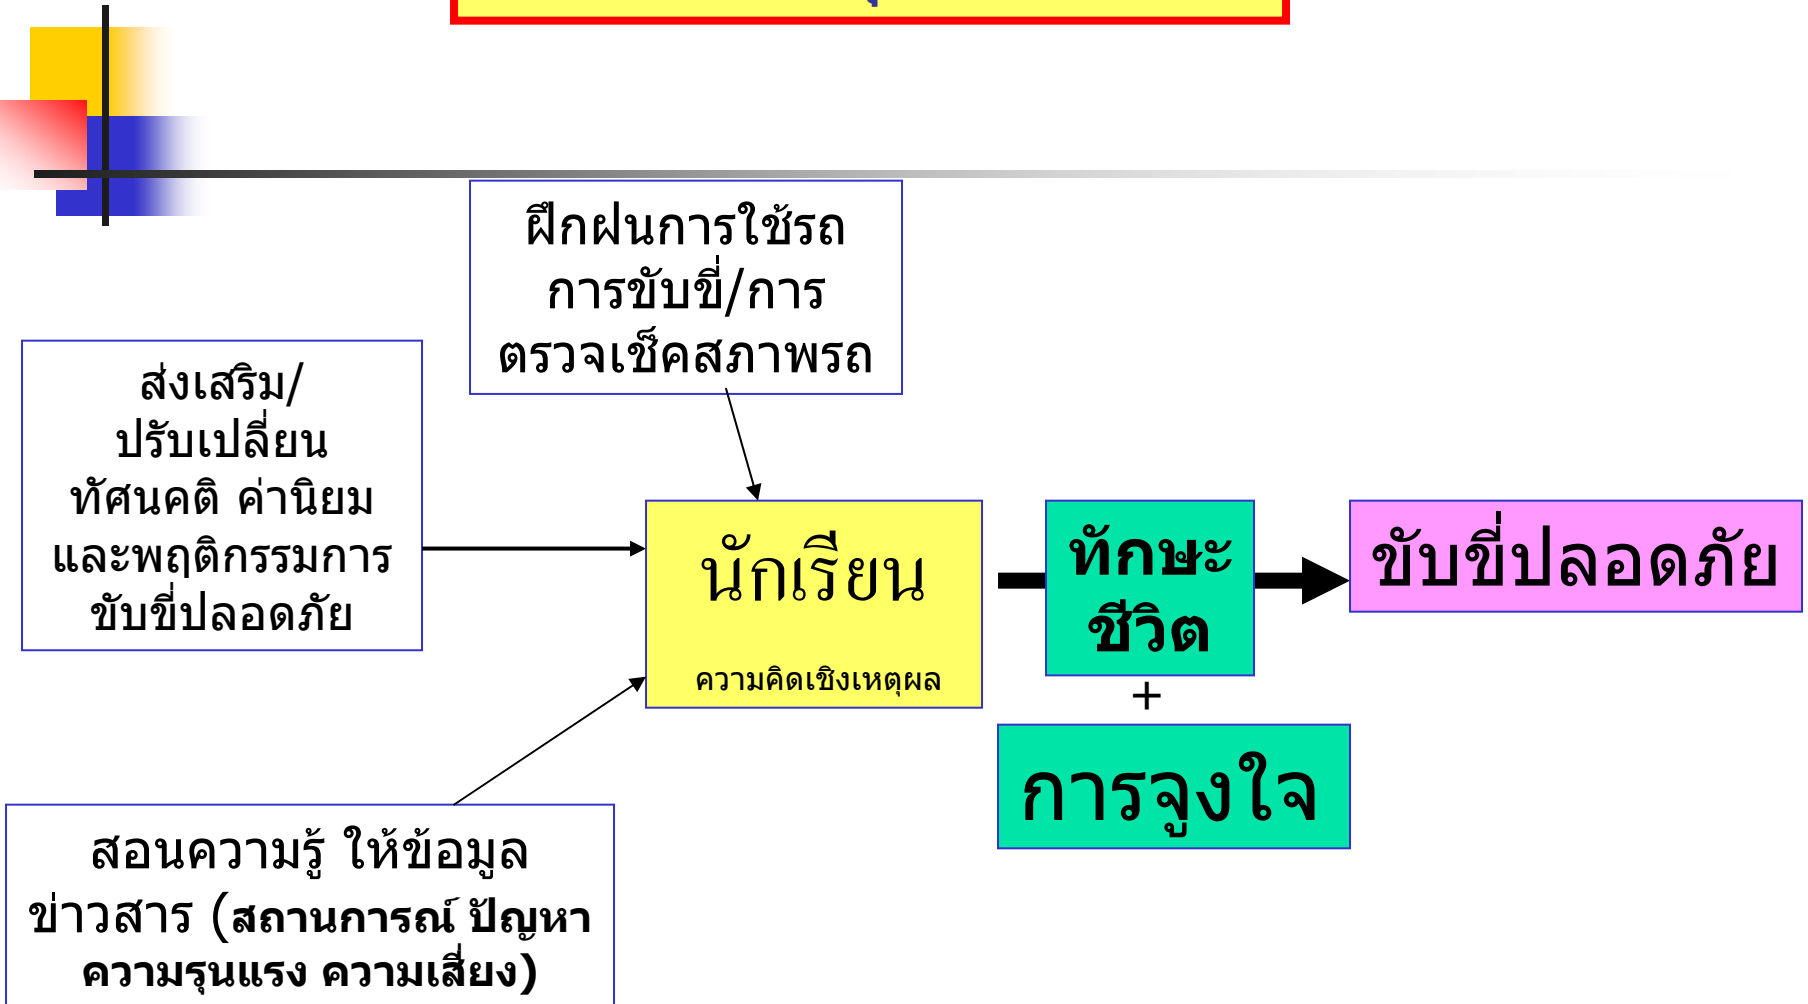 ฝึกฝนการใช้รถ
การขับขี่/การ
ตรวจเช็คสภาพรถ
ส่งเสริม/
ปรับเปลี่ยน
ทัศนคติ ค่านิยม
และพฤติกรรมการ
ขับขี่ปลอดภัย
นักเรียน
ความคิดเชิงเหตุผล
ทักษะ
ชีวิต
+
การจูงใจ
ขับขี่ปลอดภัย
สอนความรู้ ให้ข้อมูล
ข่าวสาร (สถานการณ์ ปัญหา
ความรุนแรง ความเสี่ยง)